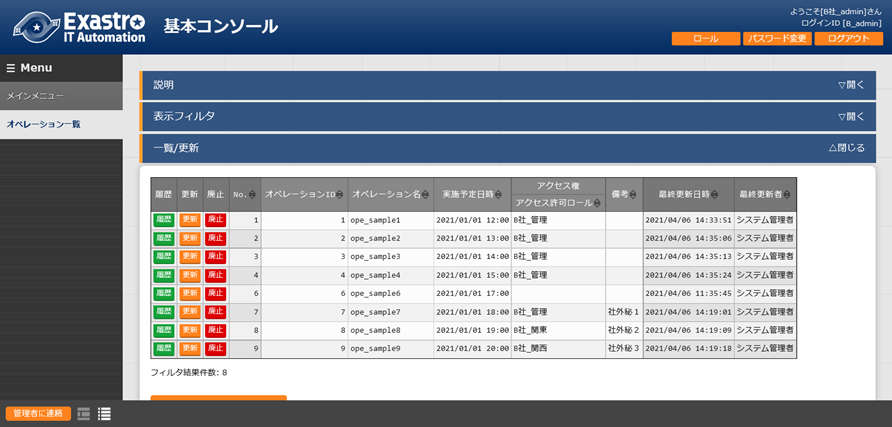 Exastro
IT Automation
基本コンソール
ようこそ[B社_admin]さん
ログインID [B_admin]
ロール パスワード変更 ログアウト
Menu
メインメニュー
オペレーション一覧
説明 ▽開く
表示フィルタ ▽開く
一覧/更新 △閉じる
履歴 更新 廃止 No. オペレーションID オペレーション名 実施予定日時 アクセス権 備考 最終更新日時 最終更新者
アクセス許可ロール
履歴 更新 廃止 1 1 ope_sample1 2021/01/01 12:00 B社_管理 2021/04/06 14:33:51 システム管理者
履歴 更新 廃止 2 2 ope_sample2 2021/01/01 13:00 B社_管理 2021/04/06 14:35:06 システム管理者
履歴 更新 廃止 3 3 ope_sample3 2021/01/01 14:00 B社_管理 2021/04/06 14:35:13 システム管理者
履歴 更新 廃止 4 4 ope_sample4 2021/01/01 15:00 B社_管理 2021/04/06 14:35:24 システム管理者
履歴 更新 廃止 6 6 ope_sample6 2021/01/01 17:00 2021/04/06 11:35:45 システム管理者
履歴 更新 廃止 7 7 ope_sample7 2021/01/01 18:00 B社_管理 社外秘１ 2021/04/06 14:19:01 システム管理者
履歴 更新 廃止 8 8 ope_sample8 2021/01/01 19:00 B社_関東 社外秘２ 2021/04/06 14:19:09 システム管理者
履歴 更新 廃止 9 9 ope_sample9 2021/01/01 20:00 B社_関西 社外秘３ 2021/04/06 14:19:18 システム管理者
フィルタ結果件数: 8
管理者に連絡